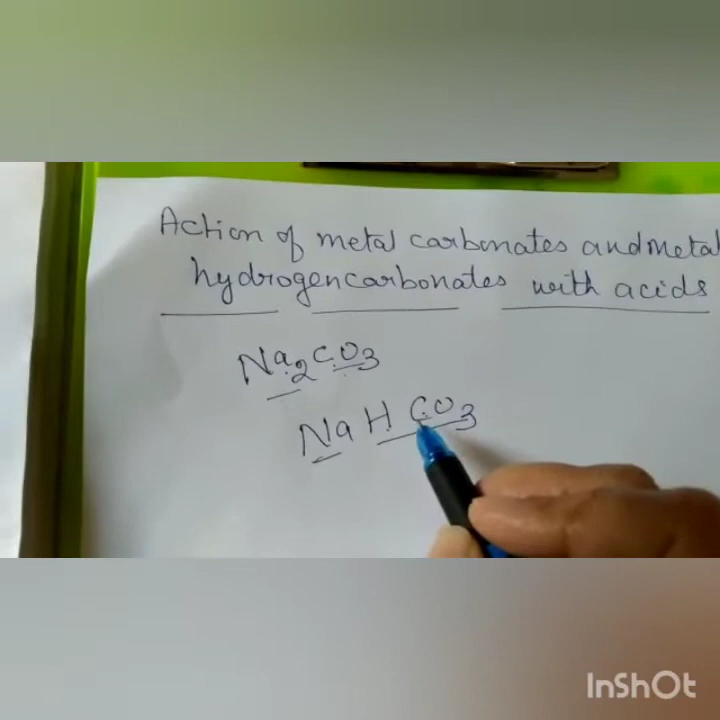 Action of metal carbonates and metal
hydrogencarbonates with acids
Na2CO3
NaHCO3
InShOt